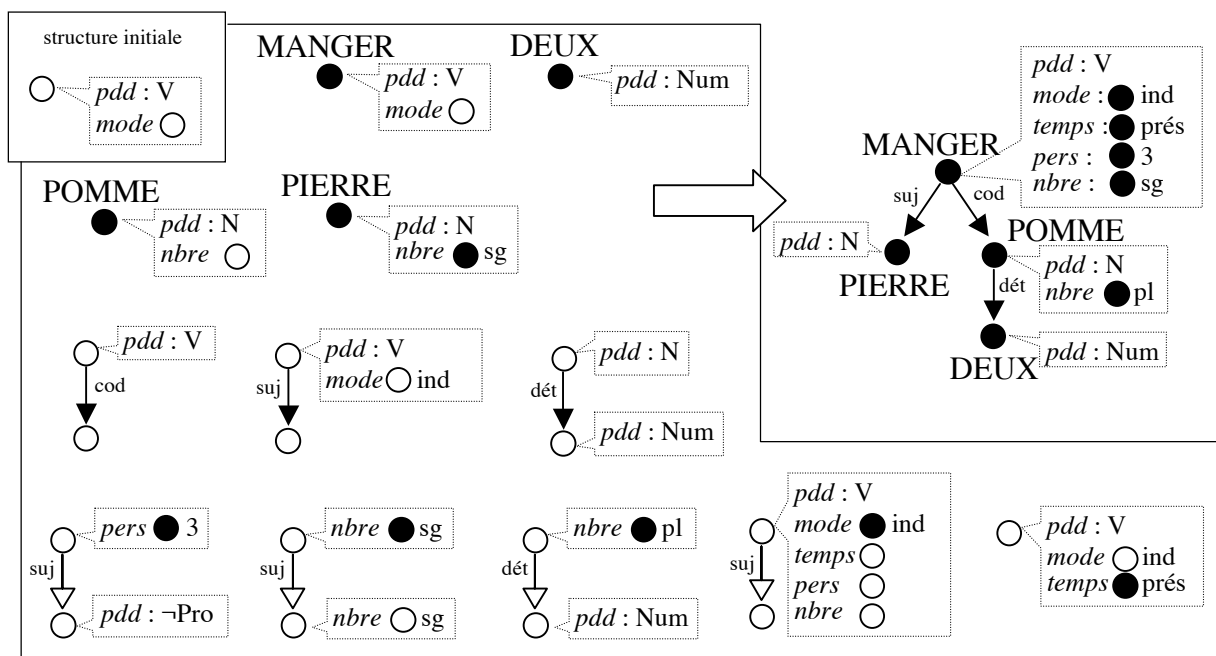 structure initiale
pdd : V
mode
MANGER
pdd : V
mode
DEUX
pdd : Num
POMME
pdd : N
nbre
PIERRE
pdd : N
nbre sg
MANGER
pdd : V
mode : ind
temps : prés
pers : 3
nbre : sg
suj
cod
pdd : N
PIERRE
POMME
pdd : N
nbre pl
dét
DEUX
pdd : Num
pdd : V
cod
pdd : V
mode ind
suj
pdd : N
dét
pdd : Num
pers 3
suj
pdd : ¬Pro
nbre sg
suj
nbre sg
nbre pl
dét
pdd : Num
pdd : V
mode ind
temps
pers
nbre
suj
pdd : V
mode ind
temps prés